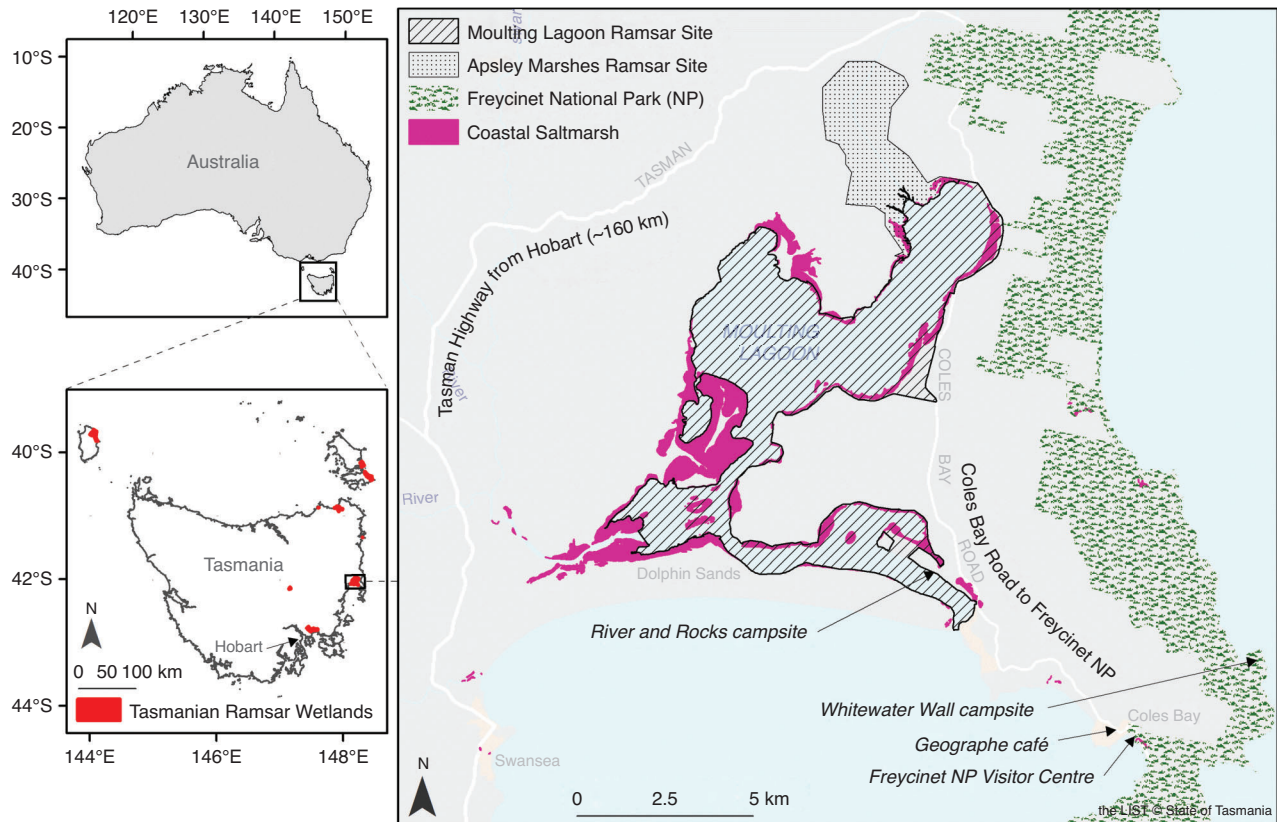 120°E
140°E
150°E
10°S
20°S
30°S
40°S
Australia
40°S
41°S
42°S
44°S
Tasmania
Hobart
N
0 50 100 km
Tasmanian Ramsar Wetlands
144°E
146°E
148°E
Moulting Lagoon Ramsar Site
Apsley Marshes Ramsar Site
Freycinet National Park (NP)
Coastal Saltmarsh
TASMAN
Tasman Highway from Hobart (~160 km)
River
MOULTING
LAGOON
COLES
BAY
ROAD
Coles Bay Road to Freycinet NP
River
Dolphin Sands
River and Rocks campsite
Whitewater Wall campsite
Coles Bay
Geographe café
Freycinet NP Visitor Centre
Swansea
N
0 2.5 5 km
the LIST © State of Tasmania